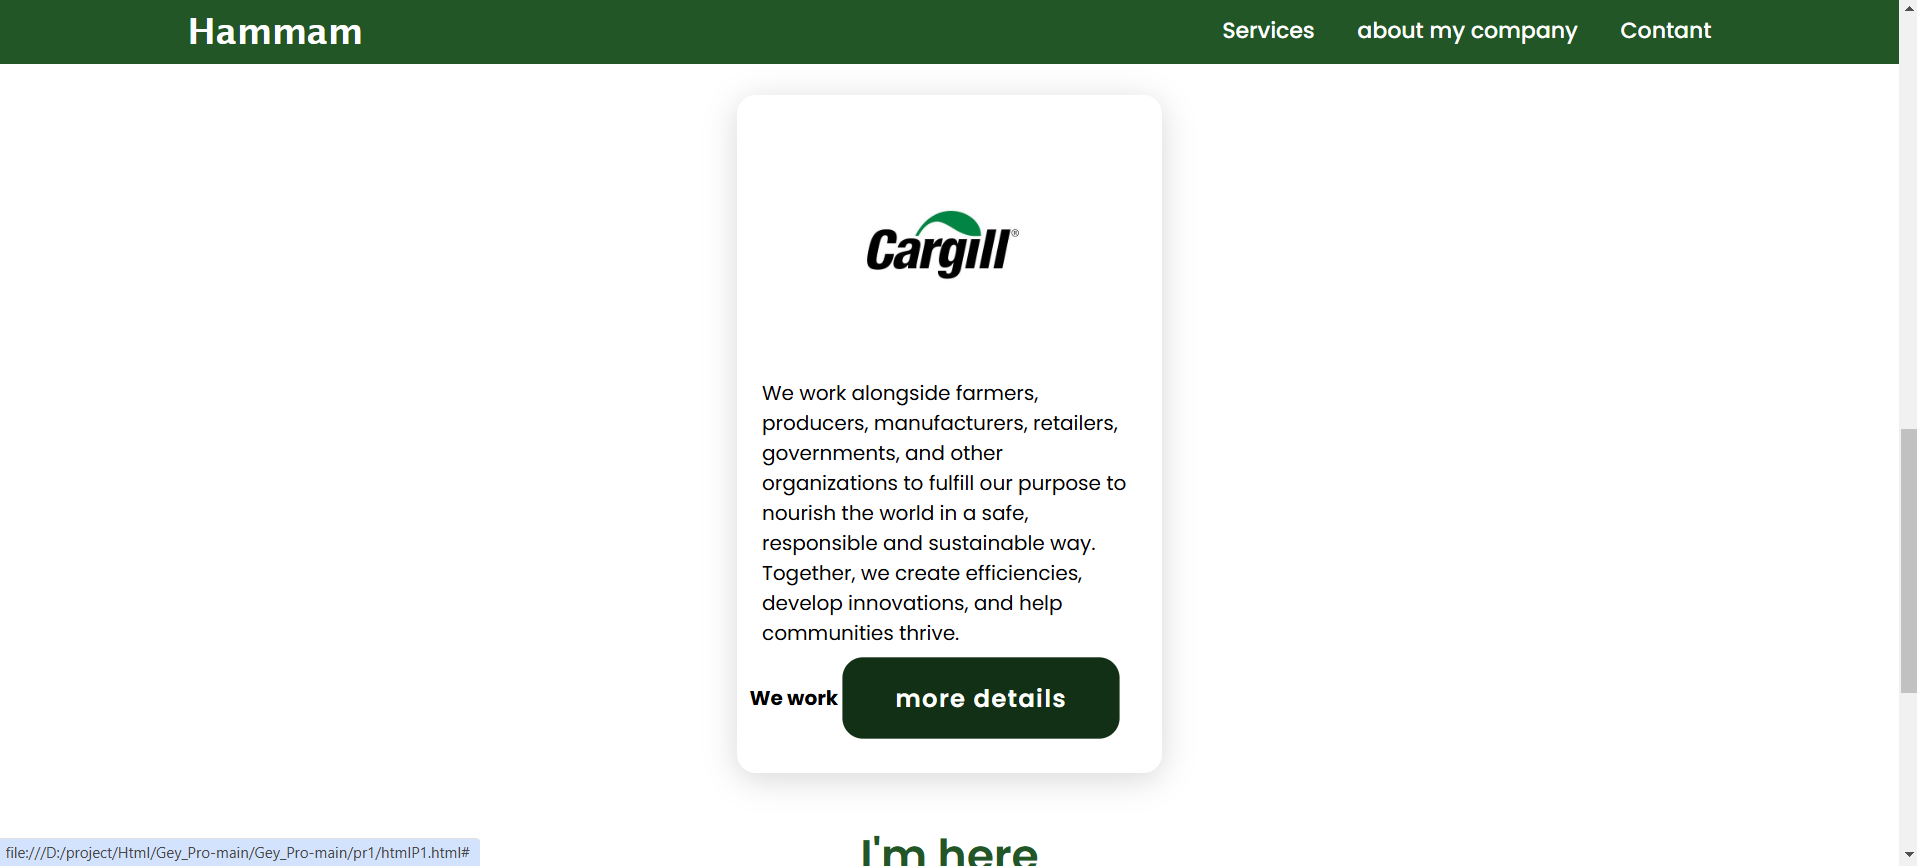 Hammam
Services about my company Contant
Cargill®
We work alongside farmers,
producers, manufacturers, retailers,
governments, and other
organizations to fulfill our purpose to
nourish the world in a safe,
responsible and sustainable way.
Together, we create efficiencies,
develop innovations, and help
communities thrive.
We work more details
I'm here
file:///D:/project/Html/Gey_Pro-main/Gey_Pro-main/pr1/htmlP1.html#